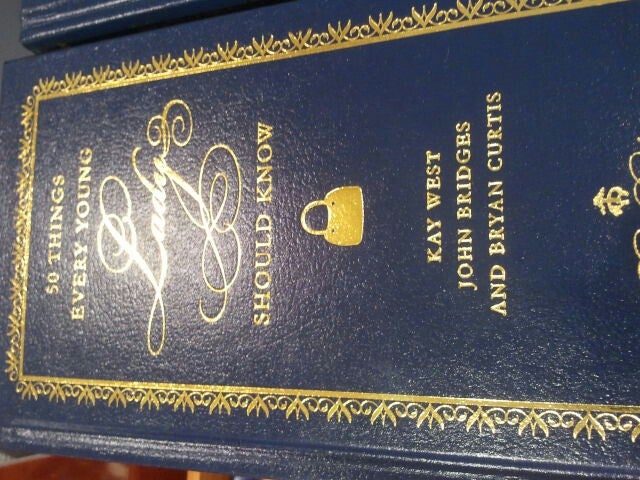 50 THINGS
EVERY YOUNG
Lady
SHOULD KNOW
KAY WEST
JOHN BRIDGES
AND BRYAN CURTIS